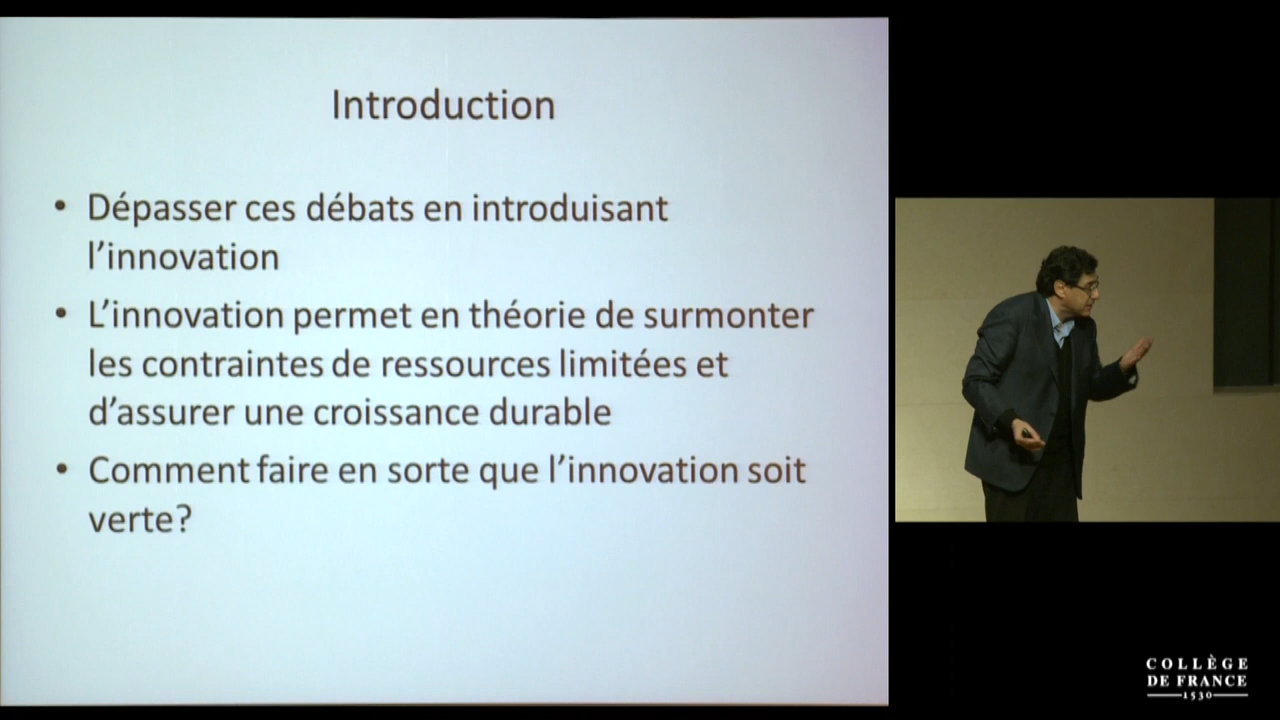 Introduction
• Dépasser ces débats en introduisant
l’innovation
• L’innovation permet en théorie de surmonter
les contraintes de ressources limitées et
d’assurer une croissance durable
• Comment faire en sorte que l’innovation soit
verte?
COLLÈGE
DE FRANCE
1530